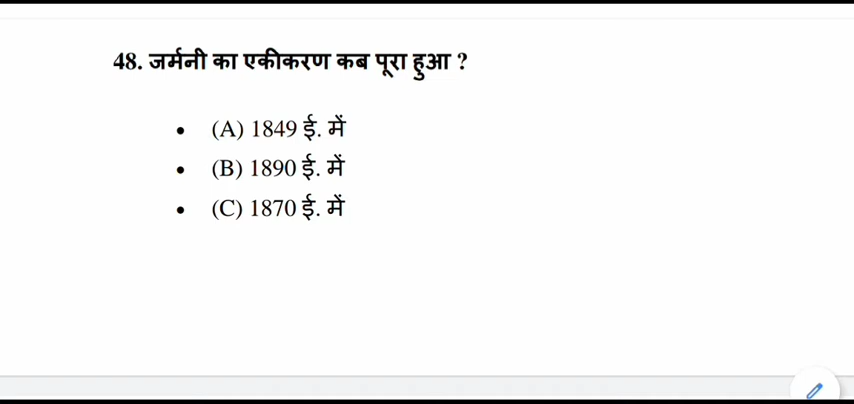 48. जर्मनी का एकीकरण कब पूरा हुआ ?
• (A) 1849 ई. में
• (B) 1890 ई. में
• (C) 1870 ई. में